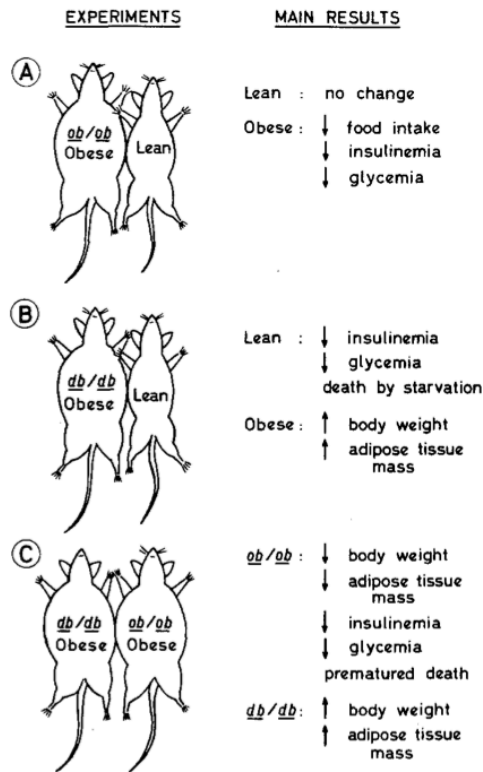 EXPERIMENTS MAIN RESULTS
A
ob/ob
Obese
Lean
Lean : no change
Obese : ↓ food intake
↓ insulinemia
↓ glycemia
B
db/db
Obese
Lean
Lean : ↓ insulinemia
↓ glycemia
death by starvation
Obese : ↑ body weight
↑ adipose tissue
mass
C
db/db
Obese
ob/ob
Obese
ob/ob : ↓ body weight
↓ adipose tissue
mass
↓ insulinemia
↓ glycemia
prematured death
db/db : ↑ body weight
↑ adipose tissue
mass